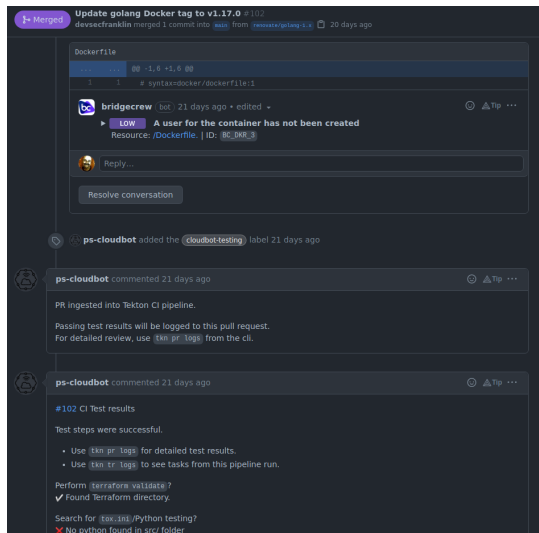 Merged
Update golang Docker tag to v1.17.0 #102
devsecfranklin merged 1 commit into main from renovate/golang-1.x 20 days ago
Dockerfile
... ... @@ -1,6 +1,6 @@
1 1 # syntax=docker/dockerfile:1
bc bridgecrew bot 21 days ago • edited Tip ...
LOW A user for the container has not been created
Resource: /Dockerfile. | ID: BC_DKR_3
Reply...
Resolve conversation
ps-cloudbot added the cloudbot-testing label 21 days ago
ps-cloudbot commented 21 days ago Tip ...
PR ingested into Tekton CI pipeline.
Passing test results will be logged to this pull request.
For detailed review, use tkn pr logs from the cli.
ps-cloudbot commented 21 days ago Tip ...
#102 CI Test results
Test steps were successful.
• Use tkn pr logs for detailed test results.
• Use tkn tr logs to see tasks from this pipeline run.
Perform terraform validate?
✔ Found Terraform directory.
Search for tox.ini/Python testing?
❌ No python found in src/ folder